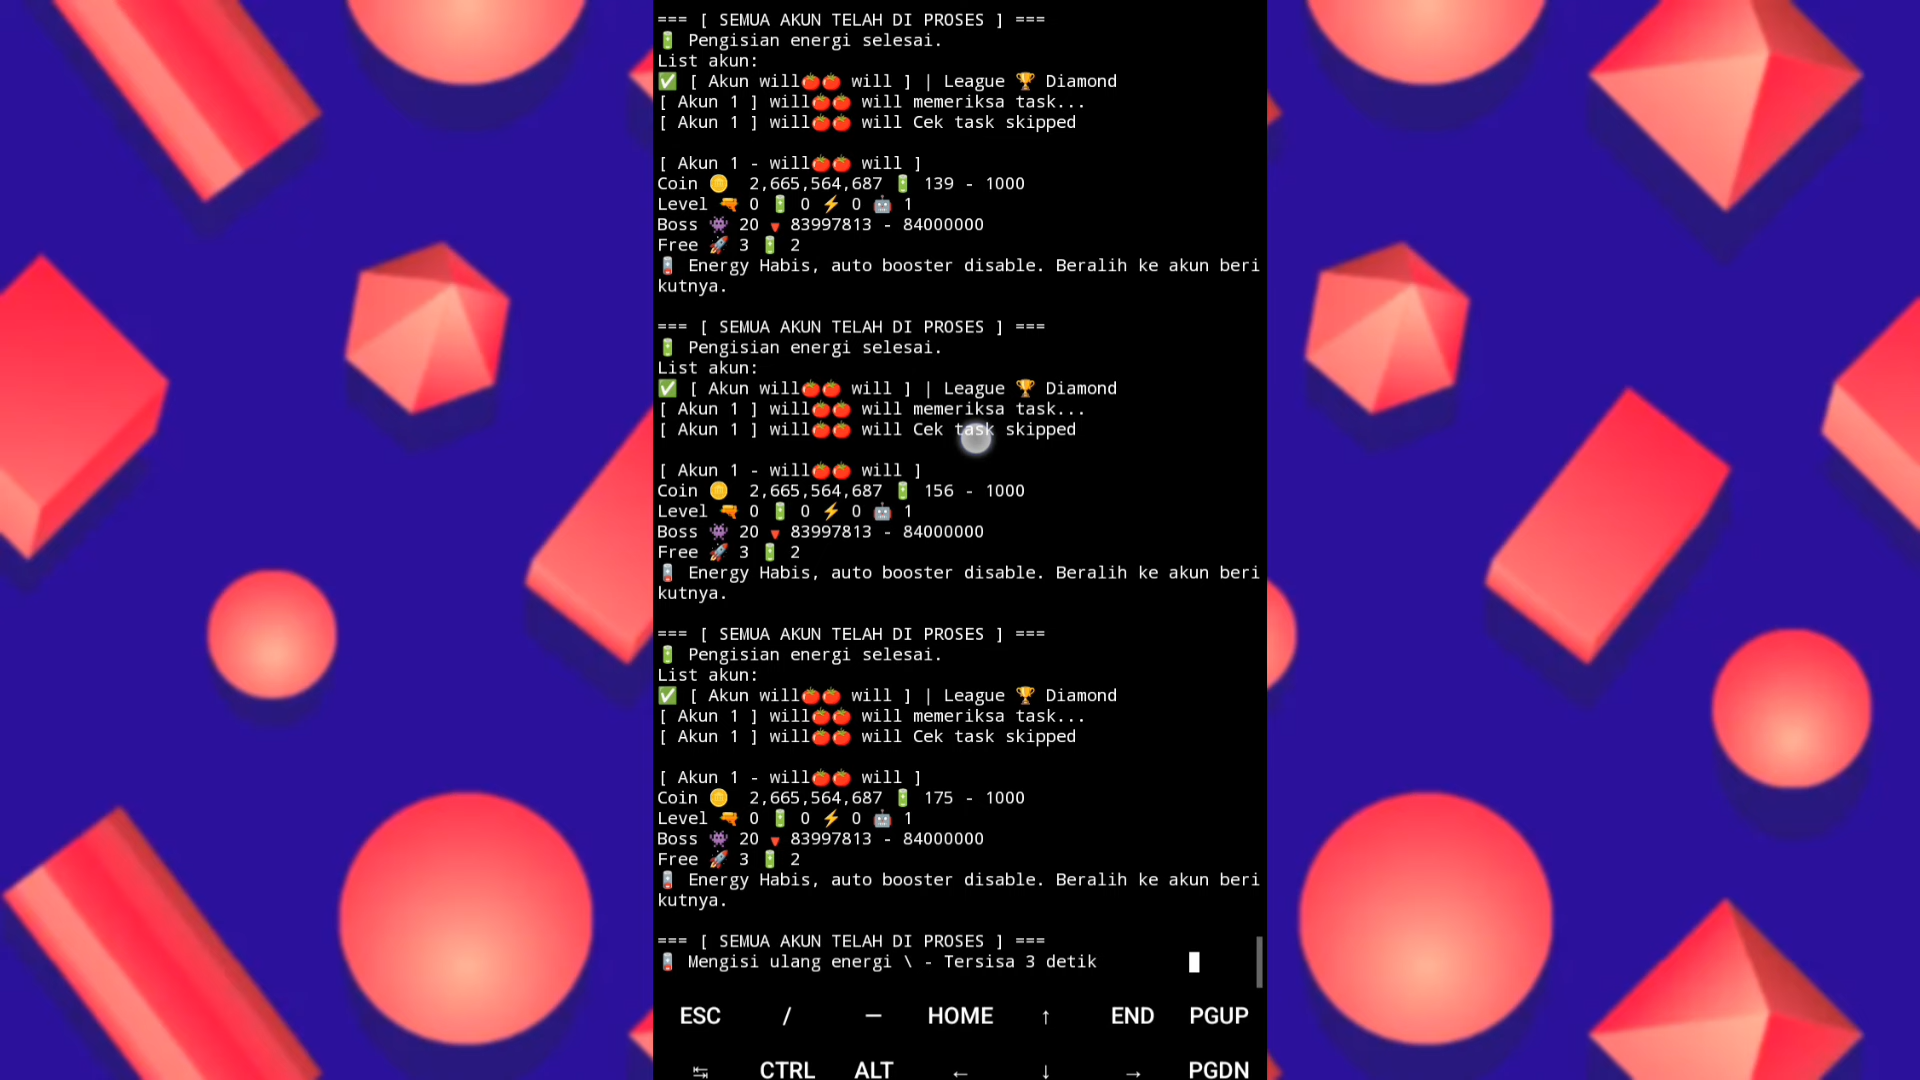 === [ SEMUA AKUN TELAH DI PROSES ] ===
🔋 Pengisian energi selesai.
List akun:
✅ [ Akun will🍅🍅 will ] | League 🏆 Diamond
[ Akun 1 ] will🍅🍅 will memeriksa task...
[ Akun 1 ] will🍅🍅 will Cek task skipped
[ Akun 1 - will🍅🍅 will ]
Coin 🪙 2,665,564,687 🔋 139 - 1000
Level 🔫 0 🔋 0 ⚡ 0 🤖 1
Boss 👾 20 🔻 83997813 - 84000000
Free 🚀 3 🔋 2
🪫 Energy Habis, auto booster disable. Beralih ke akun beri
kutnya.
=== [ SEMUA AKUN TELAH DI PROSES ] ===
🔋 Pengisian energi selesai.
List akun:
✅ [ Akun will🍅🍅 will ] | League 🏆 Diamond
[ Akun 1 ] will🍅🍅 will memeriksa task...
[ Akun 1 ] will🍅🍅 will Cek task skipped
[ Akun 1 - will🍅🍅 will ]
Coin 🪙 2,665,564,687 🔋 156 - 1000
Level 🔫 0 🔋 0 ⚡ 0 🤖 1
Boss 👾 20 🔻 83997813 - 84000000
Free 🚀 3 🔋 2
🪫 Energy Habis, auto booster disable. Beralih ke akun beri
kutnya.
=== [ SEMUA AKUN TELAH DI PROSES ] ===
🔋 Pengisian energi selesai.
List akun:
✅ [ Akun will🍅🍅 will ] | League 🏆 Diamond
[ Akun 1 ] will🍅🍅 will memeriksa task...
[ Akun 1 ] will🍅🍅 will Cek task skipped
[ Akun 1 - will🍅🍅 will ]
Coin 🪙 2,665,564,687 🔋 175 - 1000
Level 🔫 0 🔋 0 ⚡ 0 🤖 1
Boss 👾 20 🔻 83997813 - 84000000
Free 🚀 3 🔋 2
🪫 Energy Habis, auto booster disable. Beralih ke akun beri
kutnya.
=== [ SEMUA AKUN TELAH DI PROSES ] ===
🪫 Mengisi ulang energi \ - Tersisa 3 detik
ESC / — HOME ↑ END PGUP
↹ CTRL ALT ← ↓ → PGDN